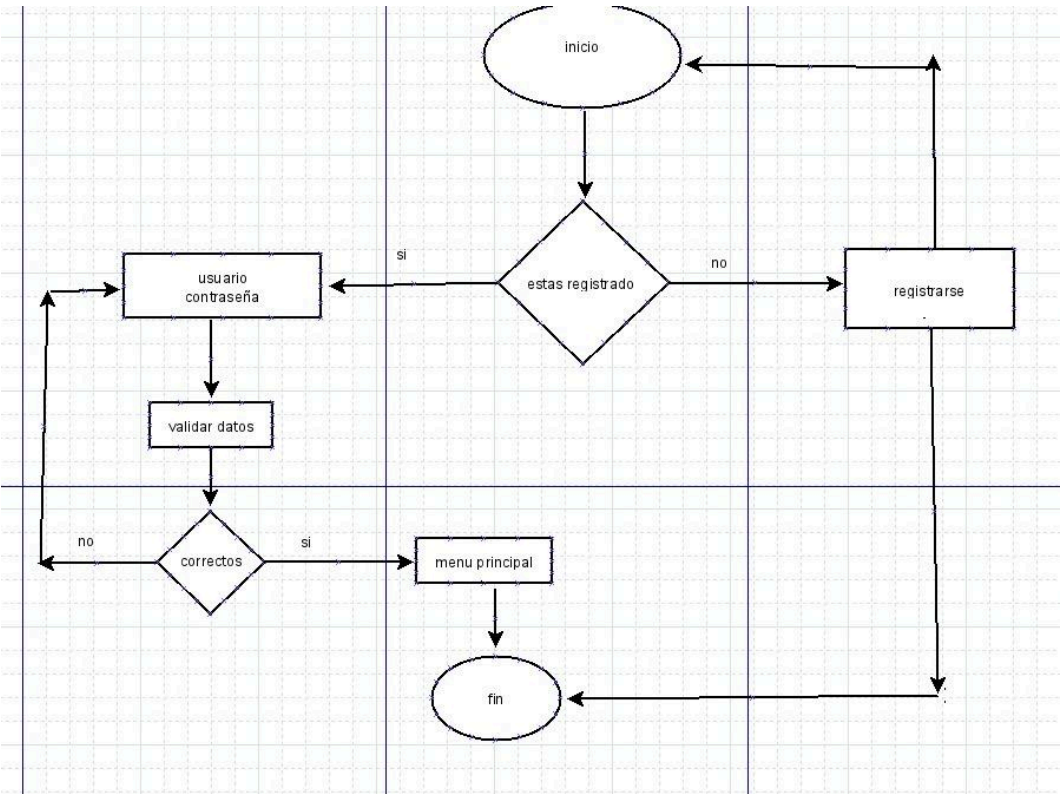 inicio
si
no
estas registrado
usuario
contraseña
registrarse
validar datos
no
si
correctos
menu principal
fin